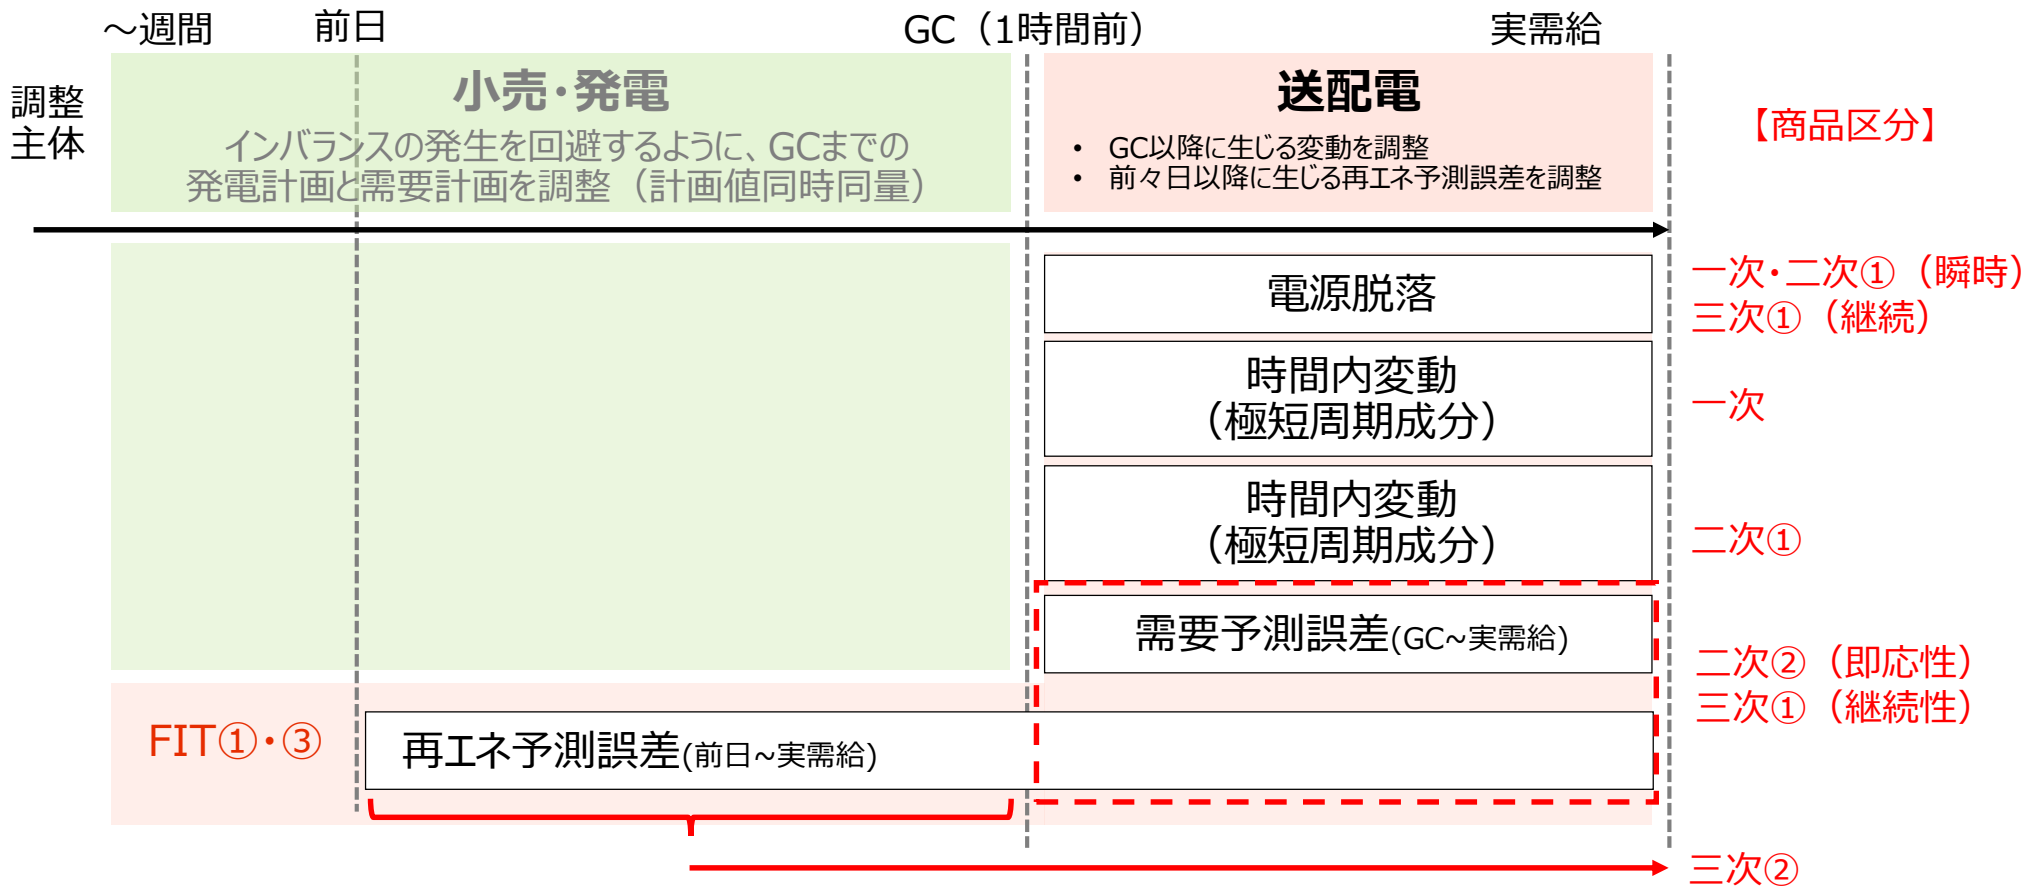 ～週間
前日
GC（1時間前）
実需給
調整
主体
小売・発電
インバランスの発生を回避するように、GCまでの
発電計画と需要計画を調整（計画値同時同量）
送配電
• GC以降に生じる変動を調整
• 前々日以降に生じる再エネ予測誤差を調整
【商品区分】
電源脱落
一次・二次①（瞬時）
三次①（継続）
時間内変動
（極短周期成分）
一次
時間内変動
（極短周期成分）
二次①
需要予測誤差(GC~実需給)
二次②（即応性）
三次①（継続性）
FIT①・③
再エネ予測誤差(前日~実需給)
三次②